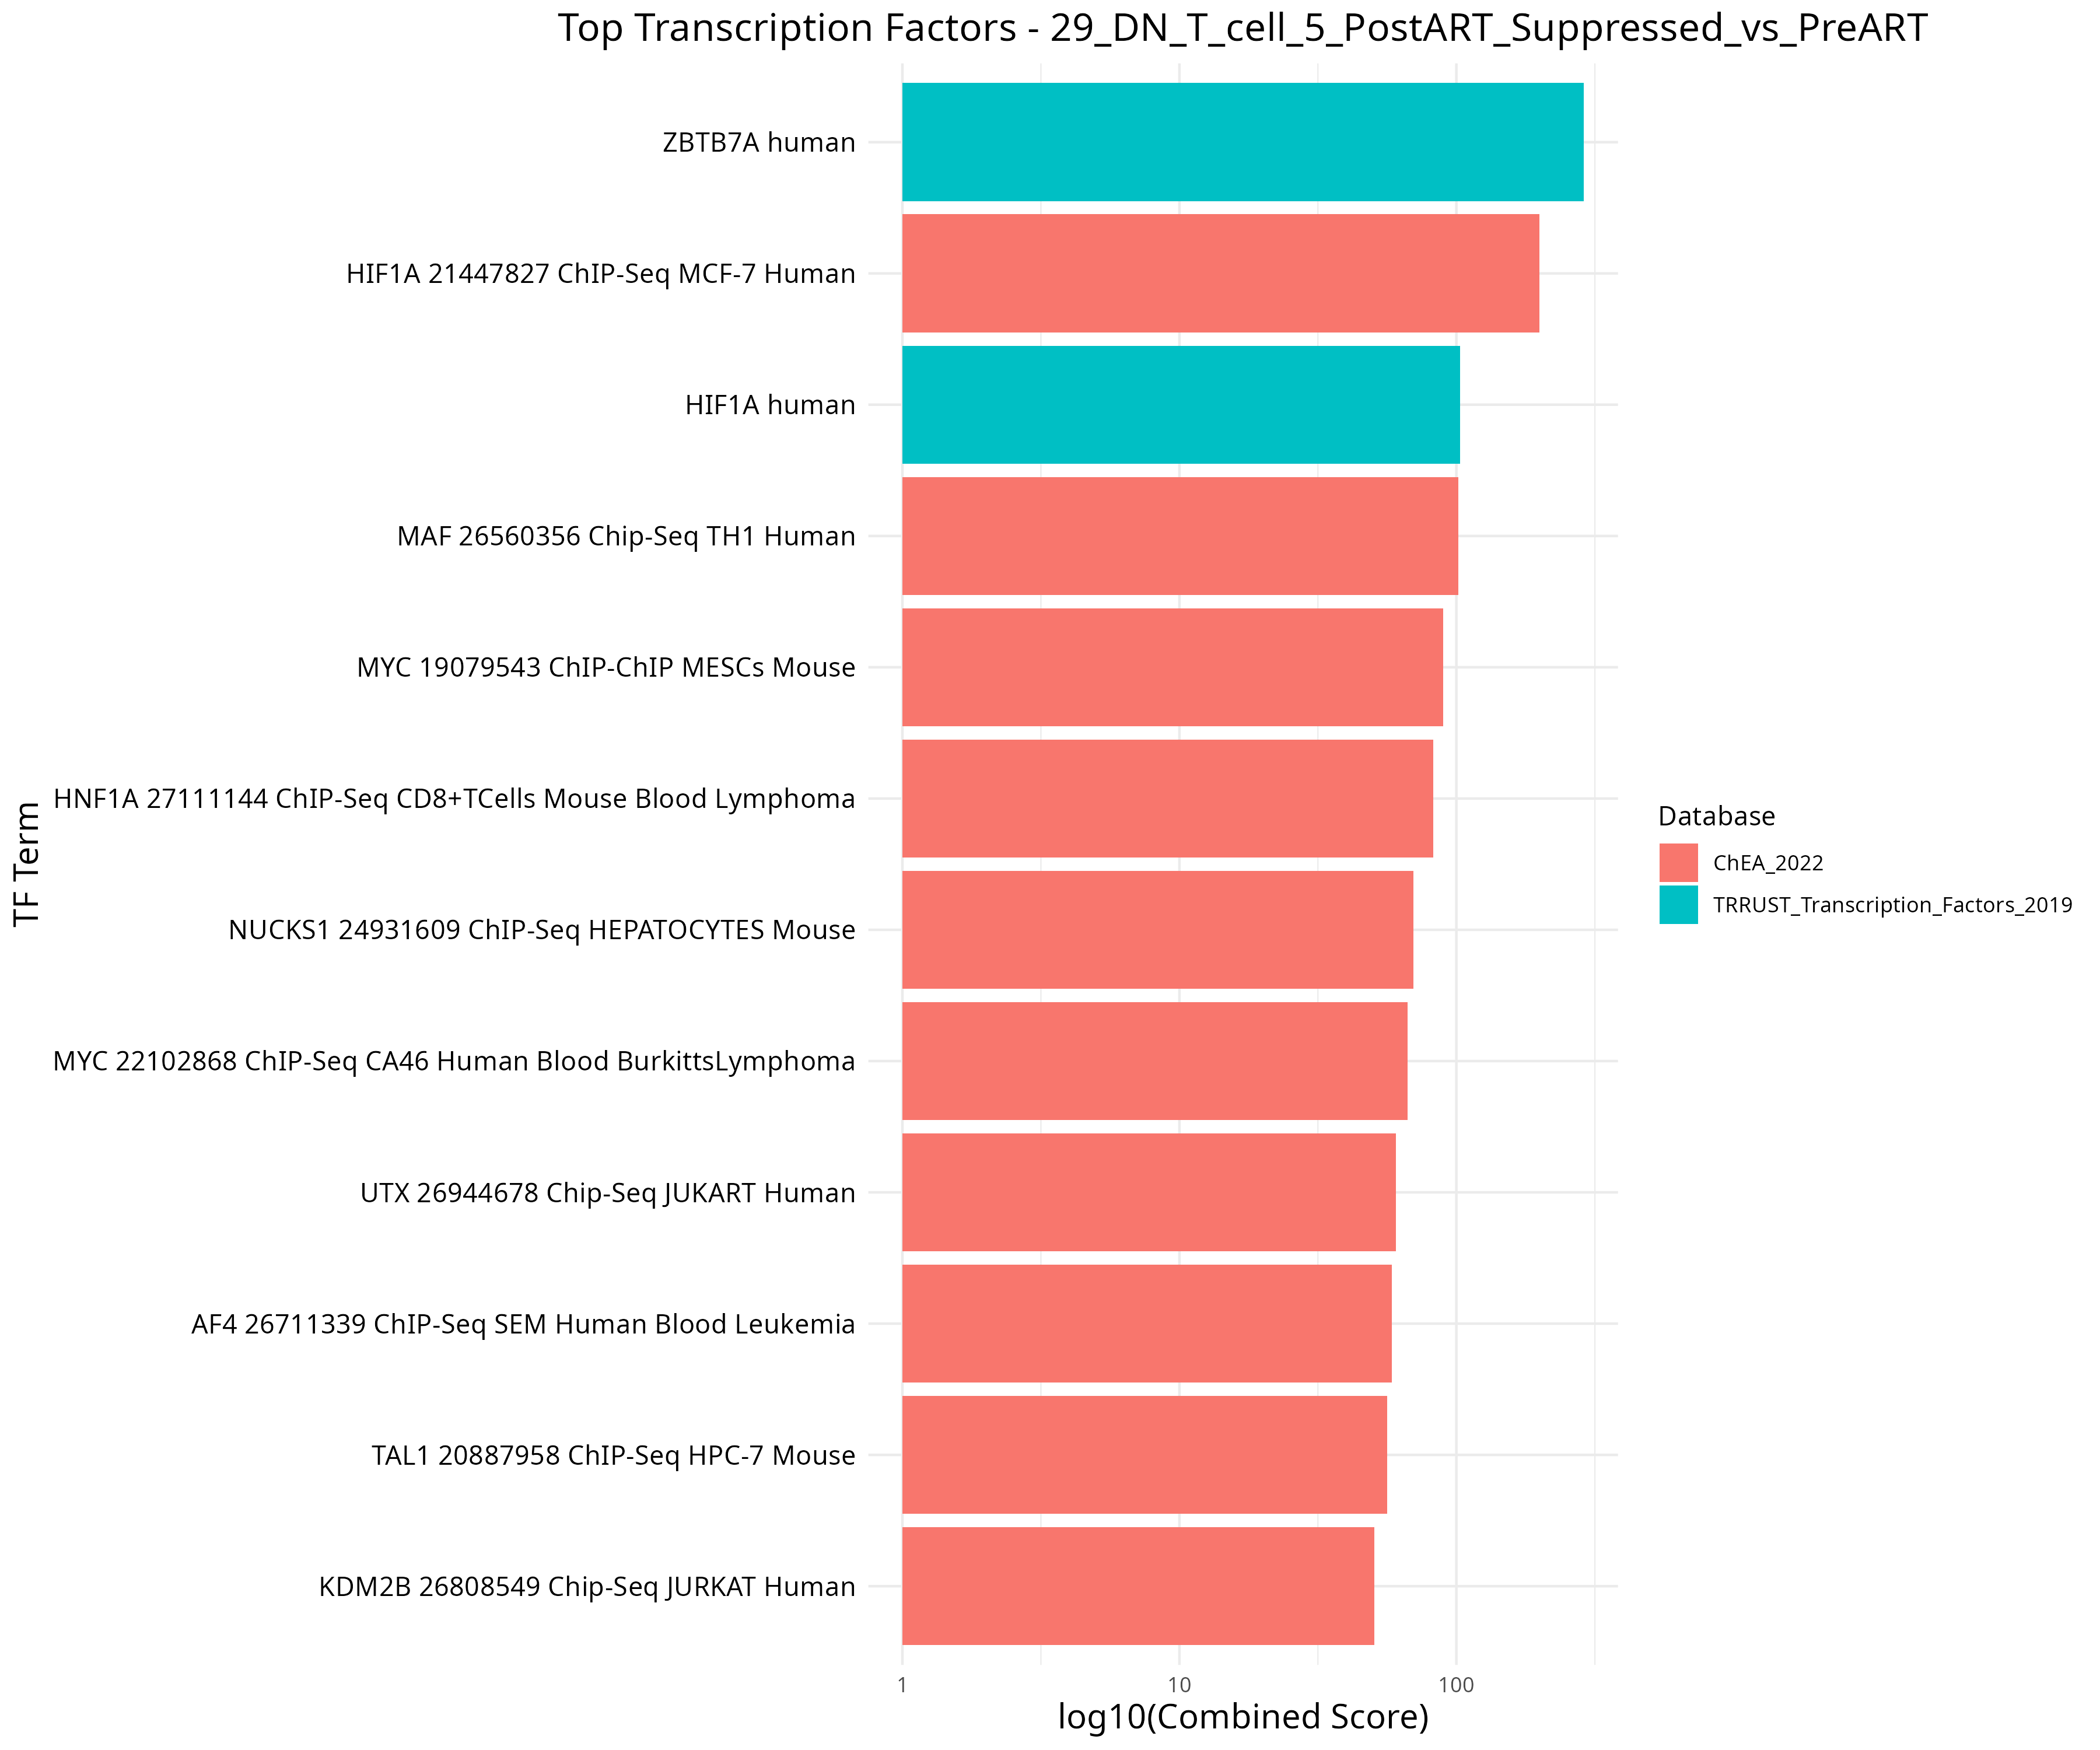 Top Transcription Factors - 29_DN_T_cell_5_PostART_Suppressed_vs_PreART
TF Term
ZBTB7A human
HIF1A 21447827 ChIP-Seq MCF-7 Human
HIF1A human
MAF 26560356 Chip-Seq TH1 Human
MYC 19079543 ChIP-ChIP MESCs Mouse
HNF1A 27111144 ChIP-Seq CD8+TCells Mouse Blood Lymphoma
NUCKS1 24931609 ChIP-Seq HEPATOCYTES Mouse
MYC 22102868 ChIP-Seq CA46 Human Blood BurkittsLymphoma
UTX 26944678 Chip-Seq JUKART Human
AF4 26711339 ChIP-Seq SEM Human Blood Leukemia
TAL1 20887958 ChIP-Seq HPC-7 Mouse
KDM2B 26808549 Chip-Seq JURKAT Human
1 10 100
log10(Combined Score)
Database
ChEA_2022
TRRUST_Transcription_Factors_2019